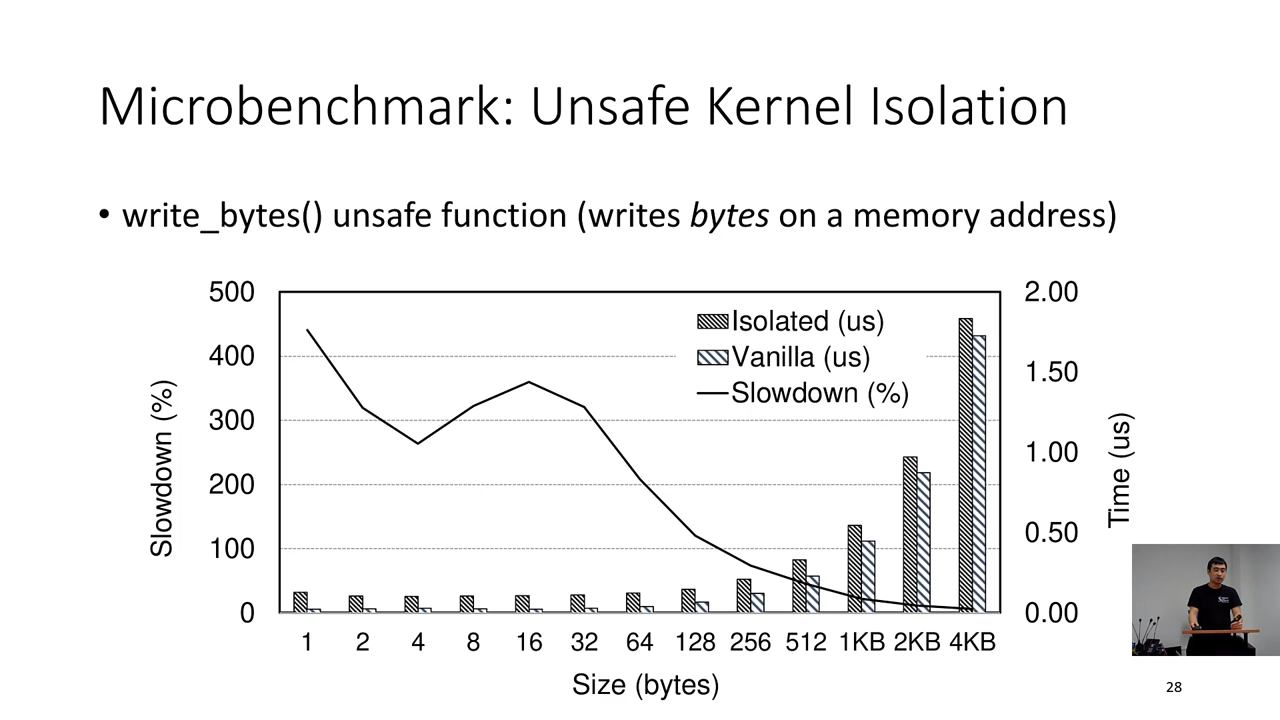 Microbenchmark: Unsafe Kernel Isolation
• write_bytes() unsafe function (writes bytes on a memory address)
500
400
300
200
100
0
Slowdown (%)
Isolated (us)
Vanilla (us)
Slowdown (%)
2.00
1.50
1.00
0.50
0.00
Time (us)
1 2 4 8 16 32 64 128 256 512 1KB 2KB 4KB
Size (bytes)
28